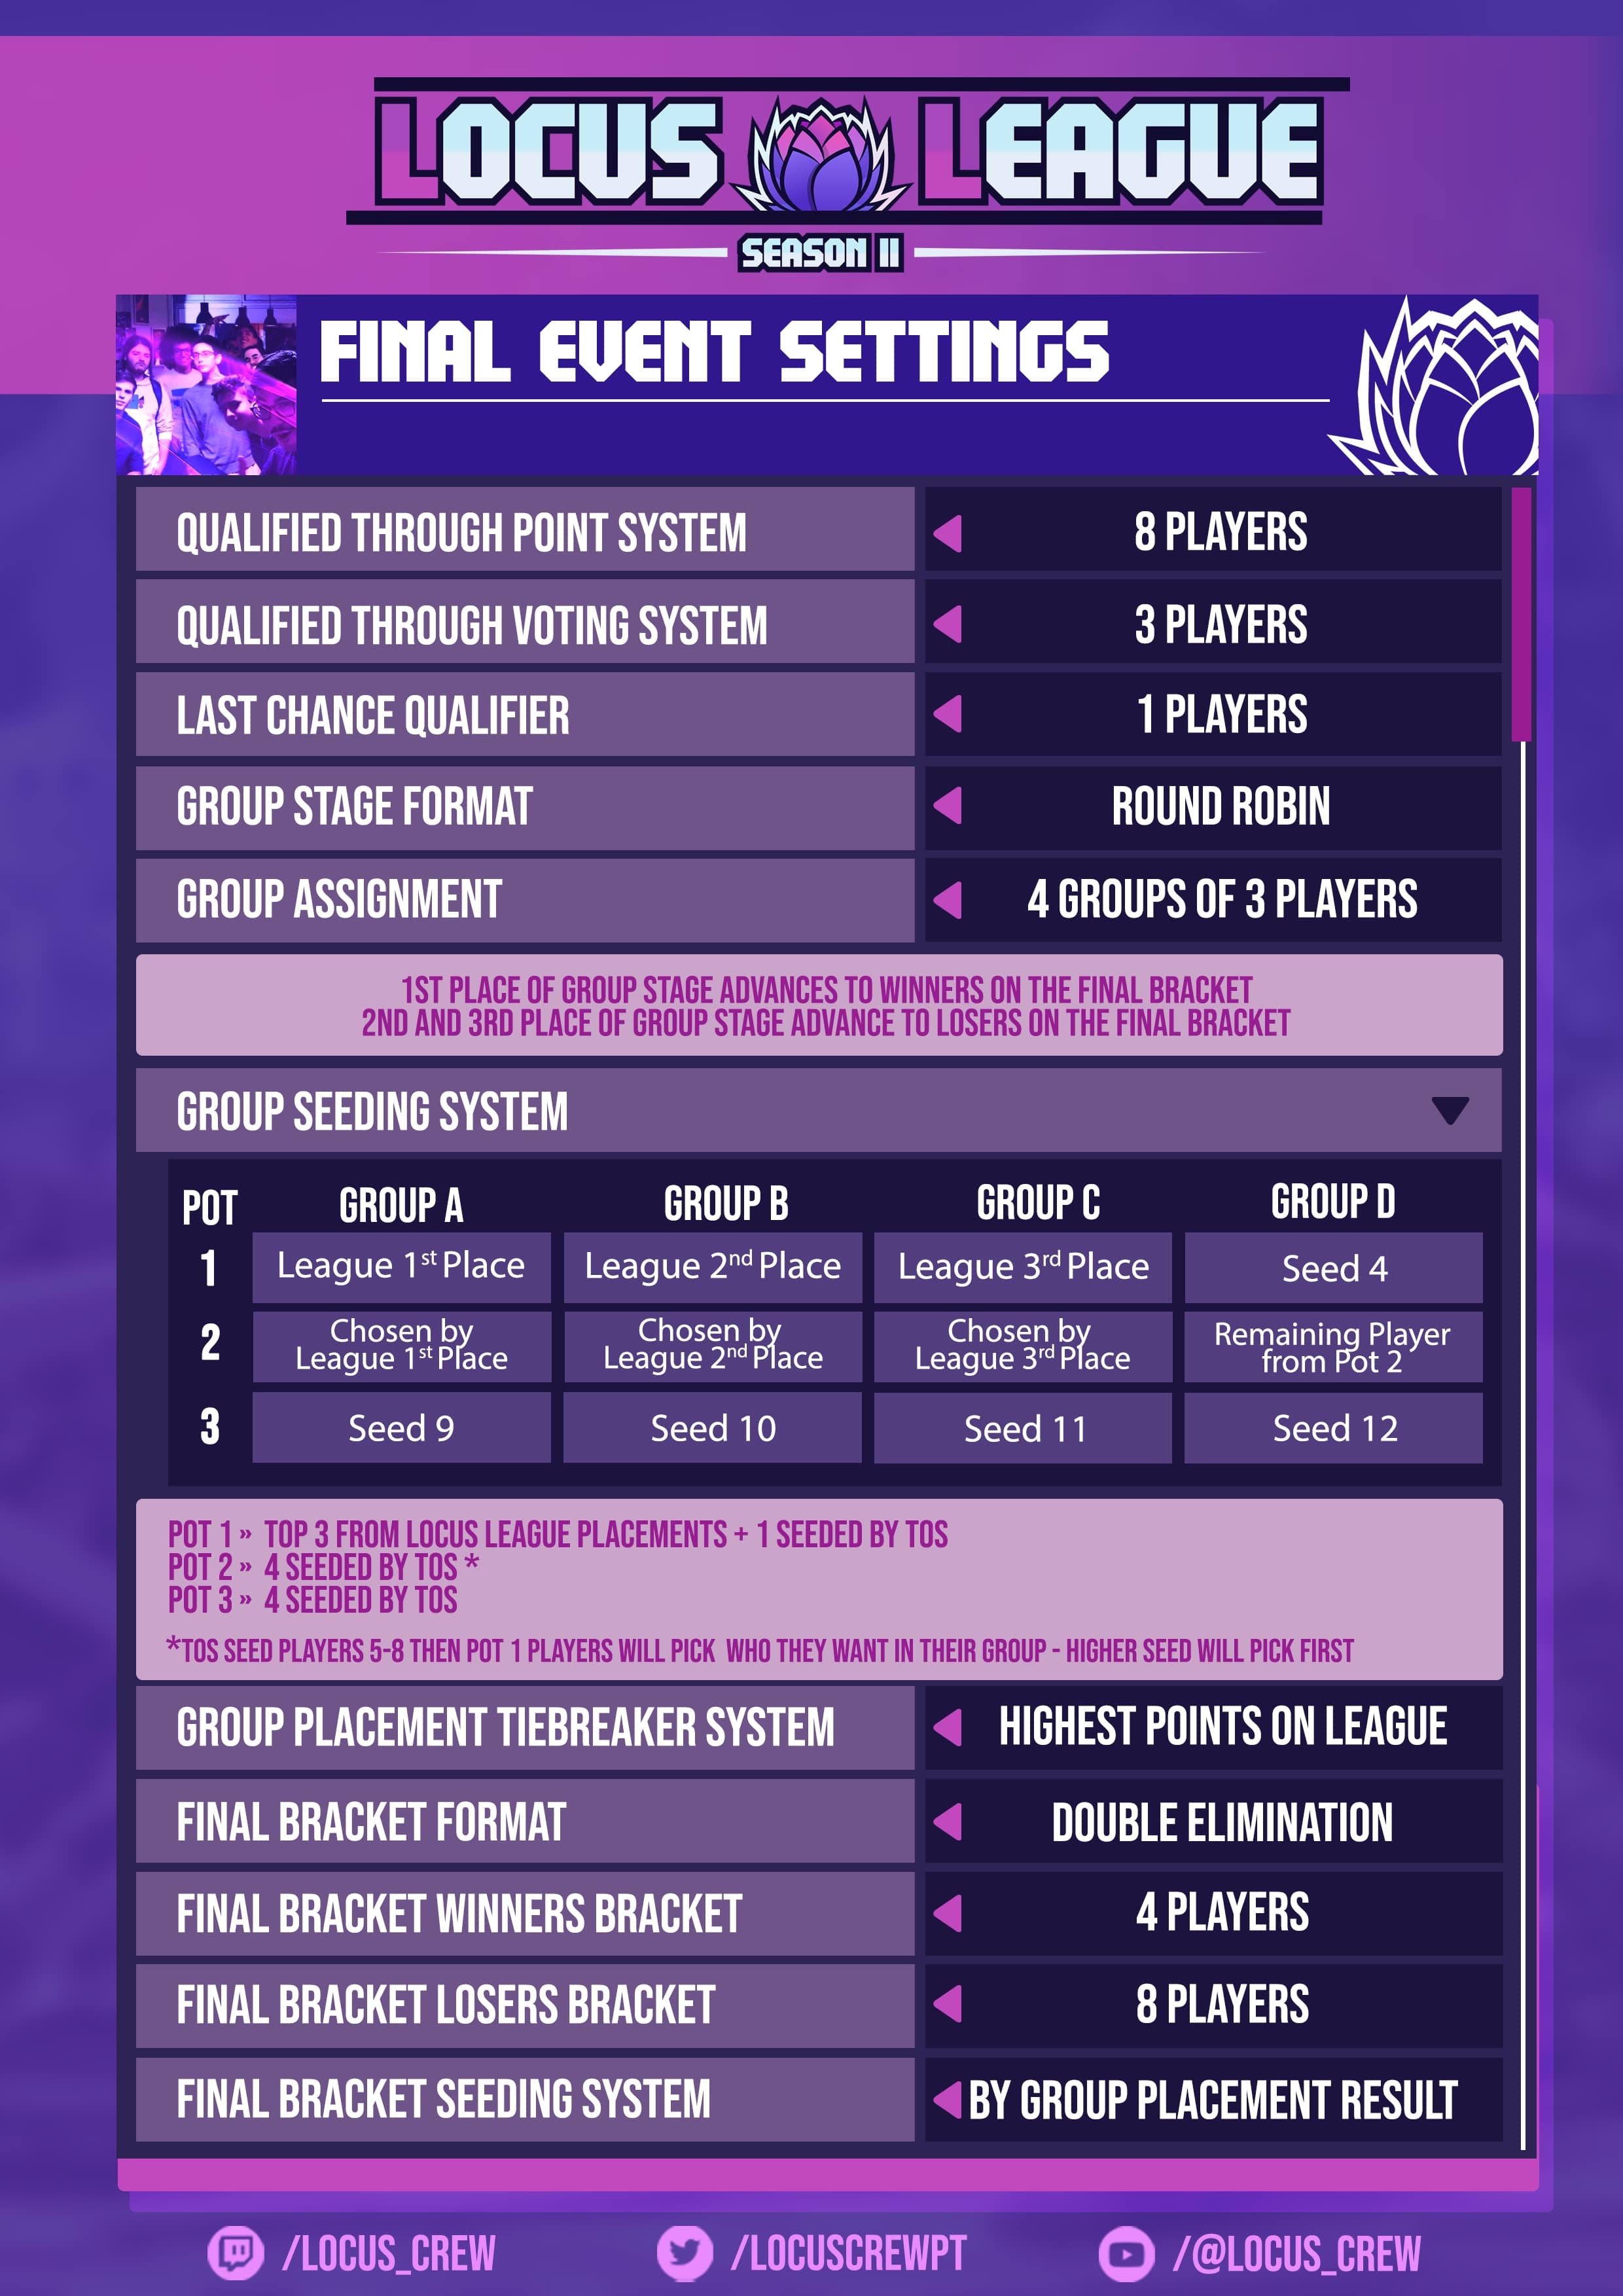 LOCUS LEAGUE
SEASON II
FINAL EVENT SETTINGS
QUALIFIED THROUGH POINT SYSTEM 8 PLAYERS
QUALIFIED THROUGH VOTING SYSTEM 3 PLAYERS
LAST CHANCE QUALIFIER 1 PLAYERS
GROUP STAGE FORMAT ROUND ROBIN
GROUP ASSIGNMENT 4 GROUPS OF 3 PLAYERS
1ST PLACE OF GROUP STAGE ADVANCES TO WINNERS ON THE FINAL BRACKET
2ND AND 3RD PLACE OF GROUP STAGE ADVANCE TO LOSERS ON THE FINAL BRACKET
GROUP SEEDING SYSTEM
POT GROUP A GROUP B GROUP C GROUP D
1 League 1st Place League 2nd Place League 3rd Place Seed 4
2 Chosen by League 1st Place Chosen by League 2nd Place Chosen by League 3rd Place Remaining Player from Pot 2
3 Seed 9 Seed 10 Seed 11 Seed 12
POT 1 » TOP 3 FROM LOCUS LEAGUE PLACEMENTS + 1 SEEDED BY TOS
POT 2 » 4 SEEDED BY TOS *
POT 3 » 4 SEEDED BY TOS
*TOS SEED PLAYERS 5-8 THEN POT 1 PLAYERS WILL PICK WHO THEY WANT IN THEIR GROUP - HIGHER SEED WILL PICK FIRST
GROUP PLACEMENT TIEBREAKER SYSTEM HIGHEST POINTS ON LEAGUE
FINAL BRACKET FORMAT DOUBLE ELIMINATION
FINAL BRACKET WINNERS BRACKET 4 PLAYERS
FINAL BRACKET LOSERS BRACKET 8 PLAYERS
FINAL BRACKET SEEDING SYSTEM BY GROUP PLACEMENT RESULT
/LOCUS_CREW /LOCUSCREWPT /@LOCUS_CREW